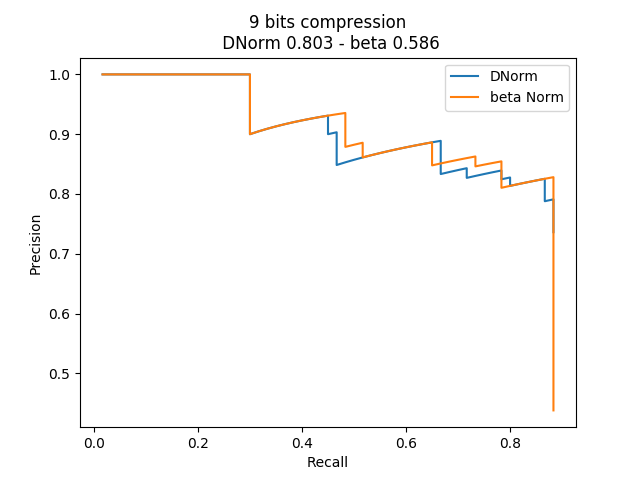 9 bits compression
DNorm 0.803 - beta 0.586
DNorm
beta Norm
1.0
0.9
0.8
0.7
0.6
0.5
Precision
0.0 0.2 0.4 0.6 0.8
Recall